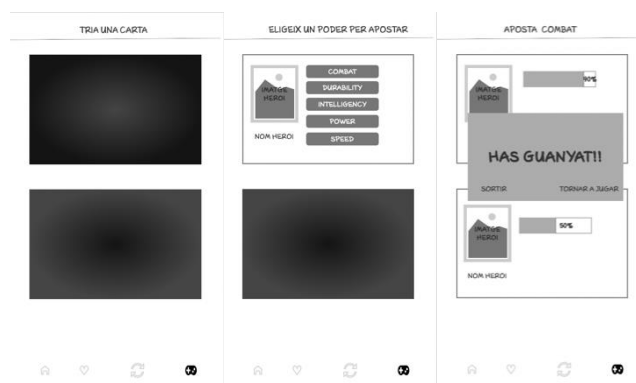 TRIA UNA CARTA
ELIGEIX UN PODER PER APOSTAR
IMATGE
HEROI
NOM HEROI
COMBAT
DURABILITY
INTELLIGENCY
POWER
SPEED
APOSTA COMBAT
IMATGE
HEROI
90%
HAS GUANYAT!!
SORTIR
TORNAR A JUGAR
IMATGE
HEROI
50%
NOM HEROI